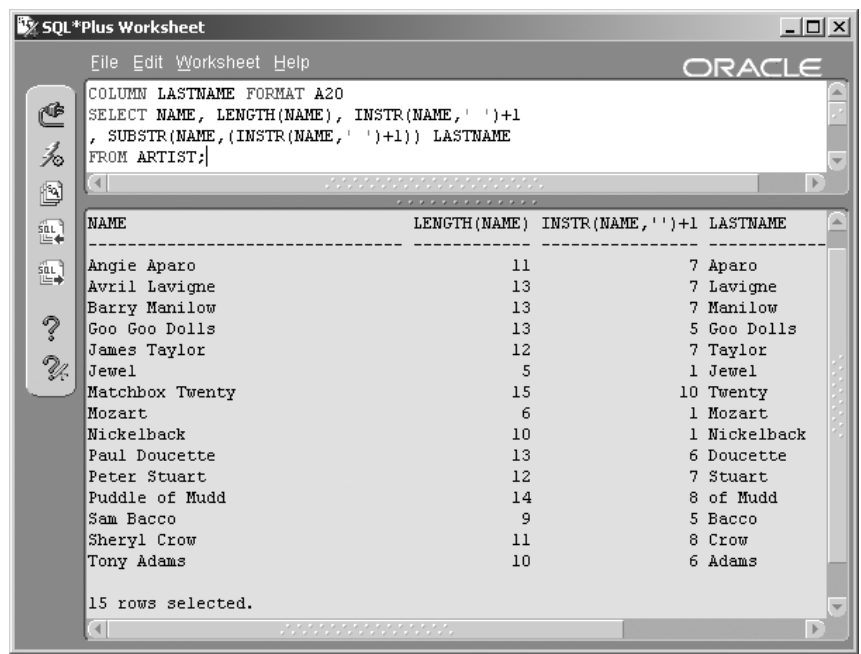 SQL*Plus Worksheet
File Edit Worksheet Help
ORACLE
COLUMN LASTNAME FORMAT A20
SELECT NAME, LENGTH(NAME), INSTR(NAME,' ')+1
, SUBSTR(NAME,(INSTR(NAME,' ')+1)) LASTNAME
FROM ARTIST;
NAME LENGTH(NAME) INSTR(NAME,'')+1 LASTNAME
-------------------------------- ------------ ---------------- ------------
Angie Aparo 11 7 Aparo
Avril Lavigne 13 7 Lavigne
Barry Manilow 13 7 Manilow
Goo Goo Dolls 13 5 Goo Dolls
James Taylor 12 7 Taylor
Jewel 5 1 Jewel
Matchbox Twenty 15 10 Twenty
Mozart 6 1 Mozart
Nickelback 10 1 Nickelback
Paul Doucette 13 6 Doucette
Peter Stuart 12 7 Stuart
Puddle of Mudd 14 8 of Mudd
Sam Bacco 9 5 Bacco
Sheryl Crow 11 8 Crow
Tony Adams 10 6 Adams
15 rows selected.
SQL
SQL